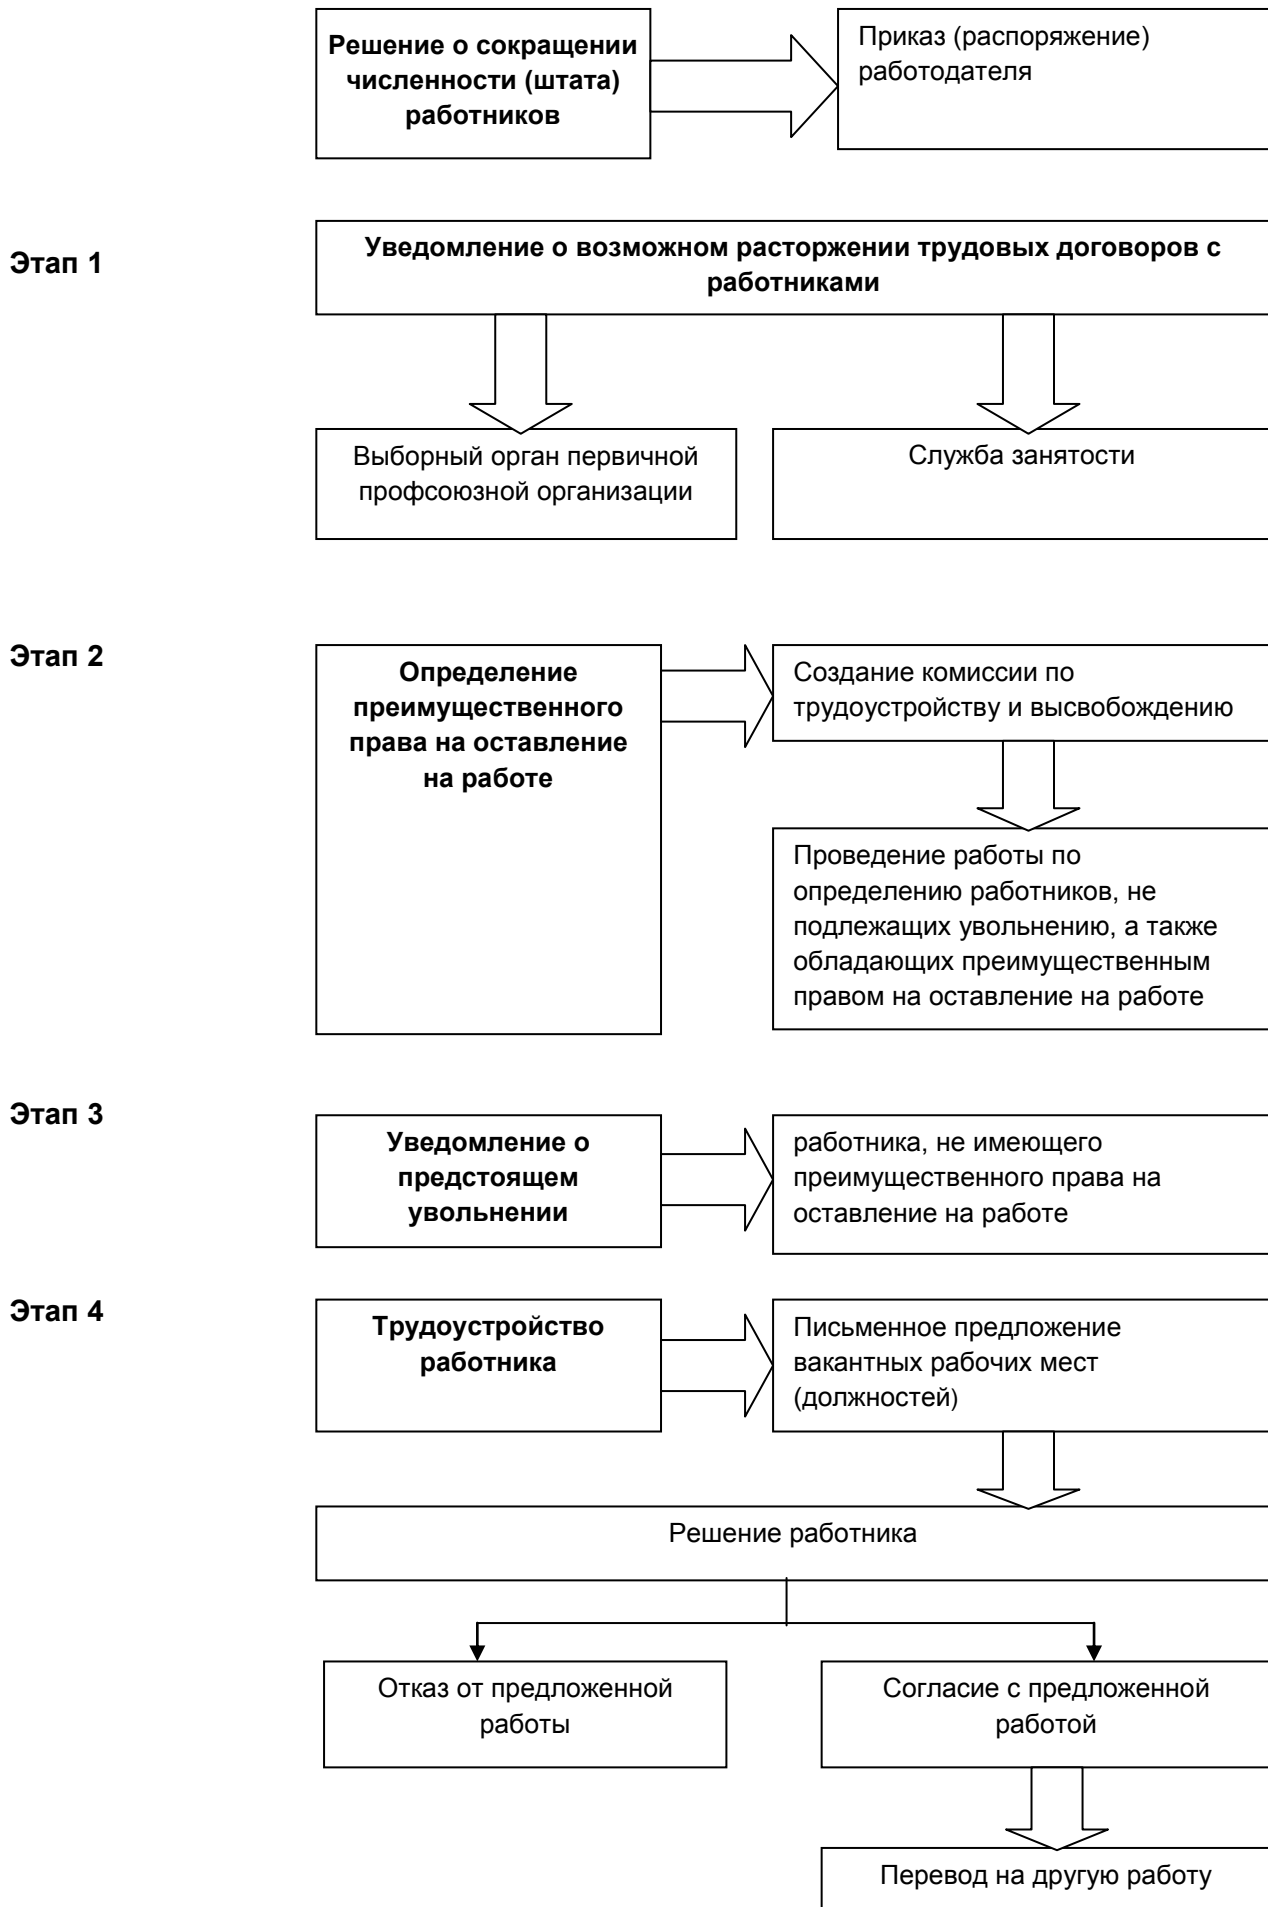 Решение о сокращении
численности (штата)
работников
Приказ (распоряжение)
работодателя
Этап 1
Уведомление о возможном расторжении трудовых договоров с
работниками
Выборный орган первичной
профсоюзной организации
Служба занятости
Этап 2
Определение
преимущественного
права на оставление
на работе
Создание комиссии по
трудоустройству и высвобождению
Проведение работы по
определению работников, не
подлежащих увольнению, а также
обладающих преимущественным
правом на оставление на работе
Этап 3
Уведомление о
предстоящем
увольнении
работника, не имеющего
преимущественного права на
оставление на работе
Этап 4
Трудоустройство
работника
Письменное предложение
вакантных рабочих мест
(должностей)
Решение работника
Отказ от предложенной
работы
Согласие с предложенной
работой
Перевод на другую работу